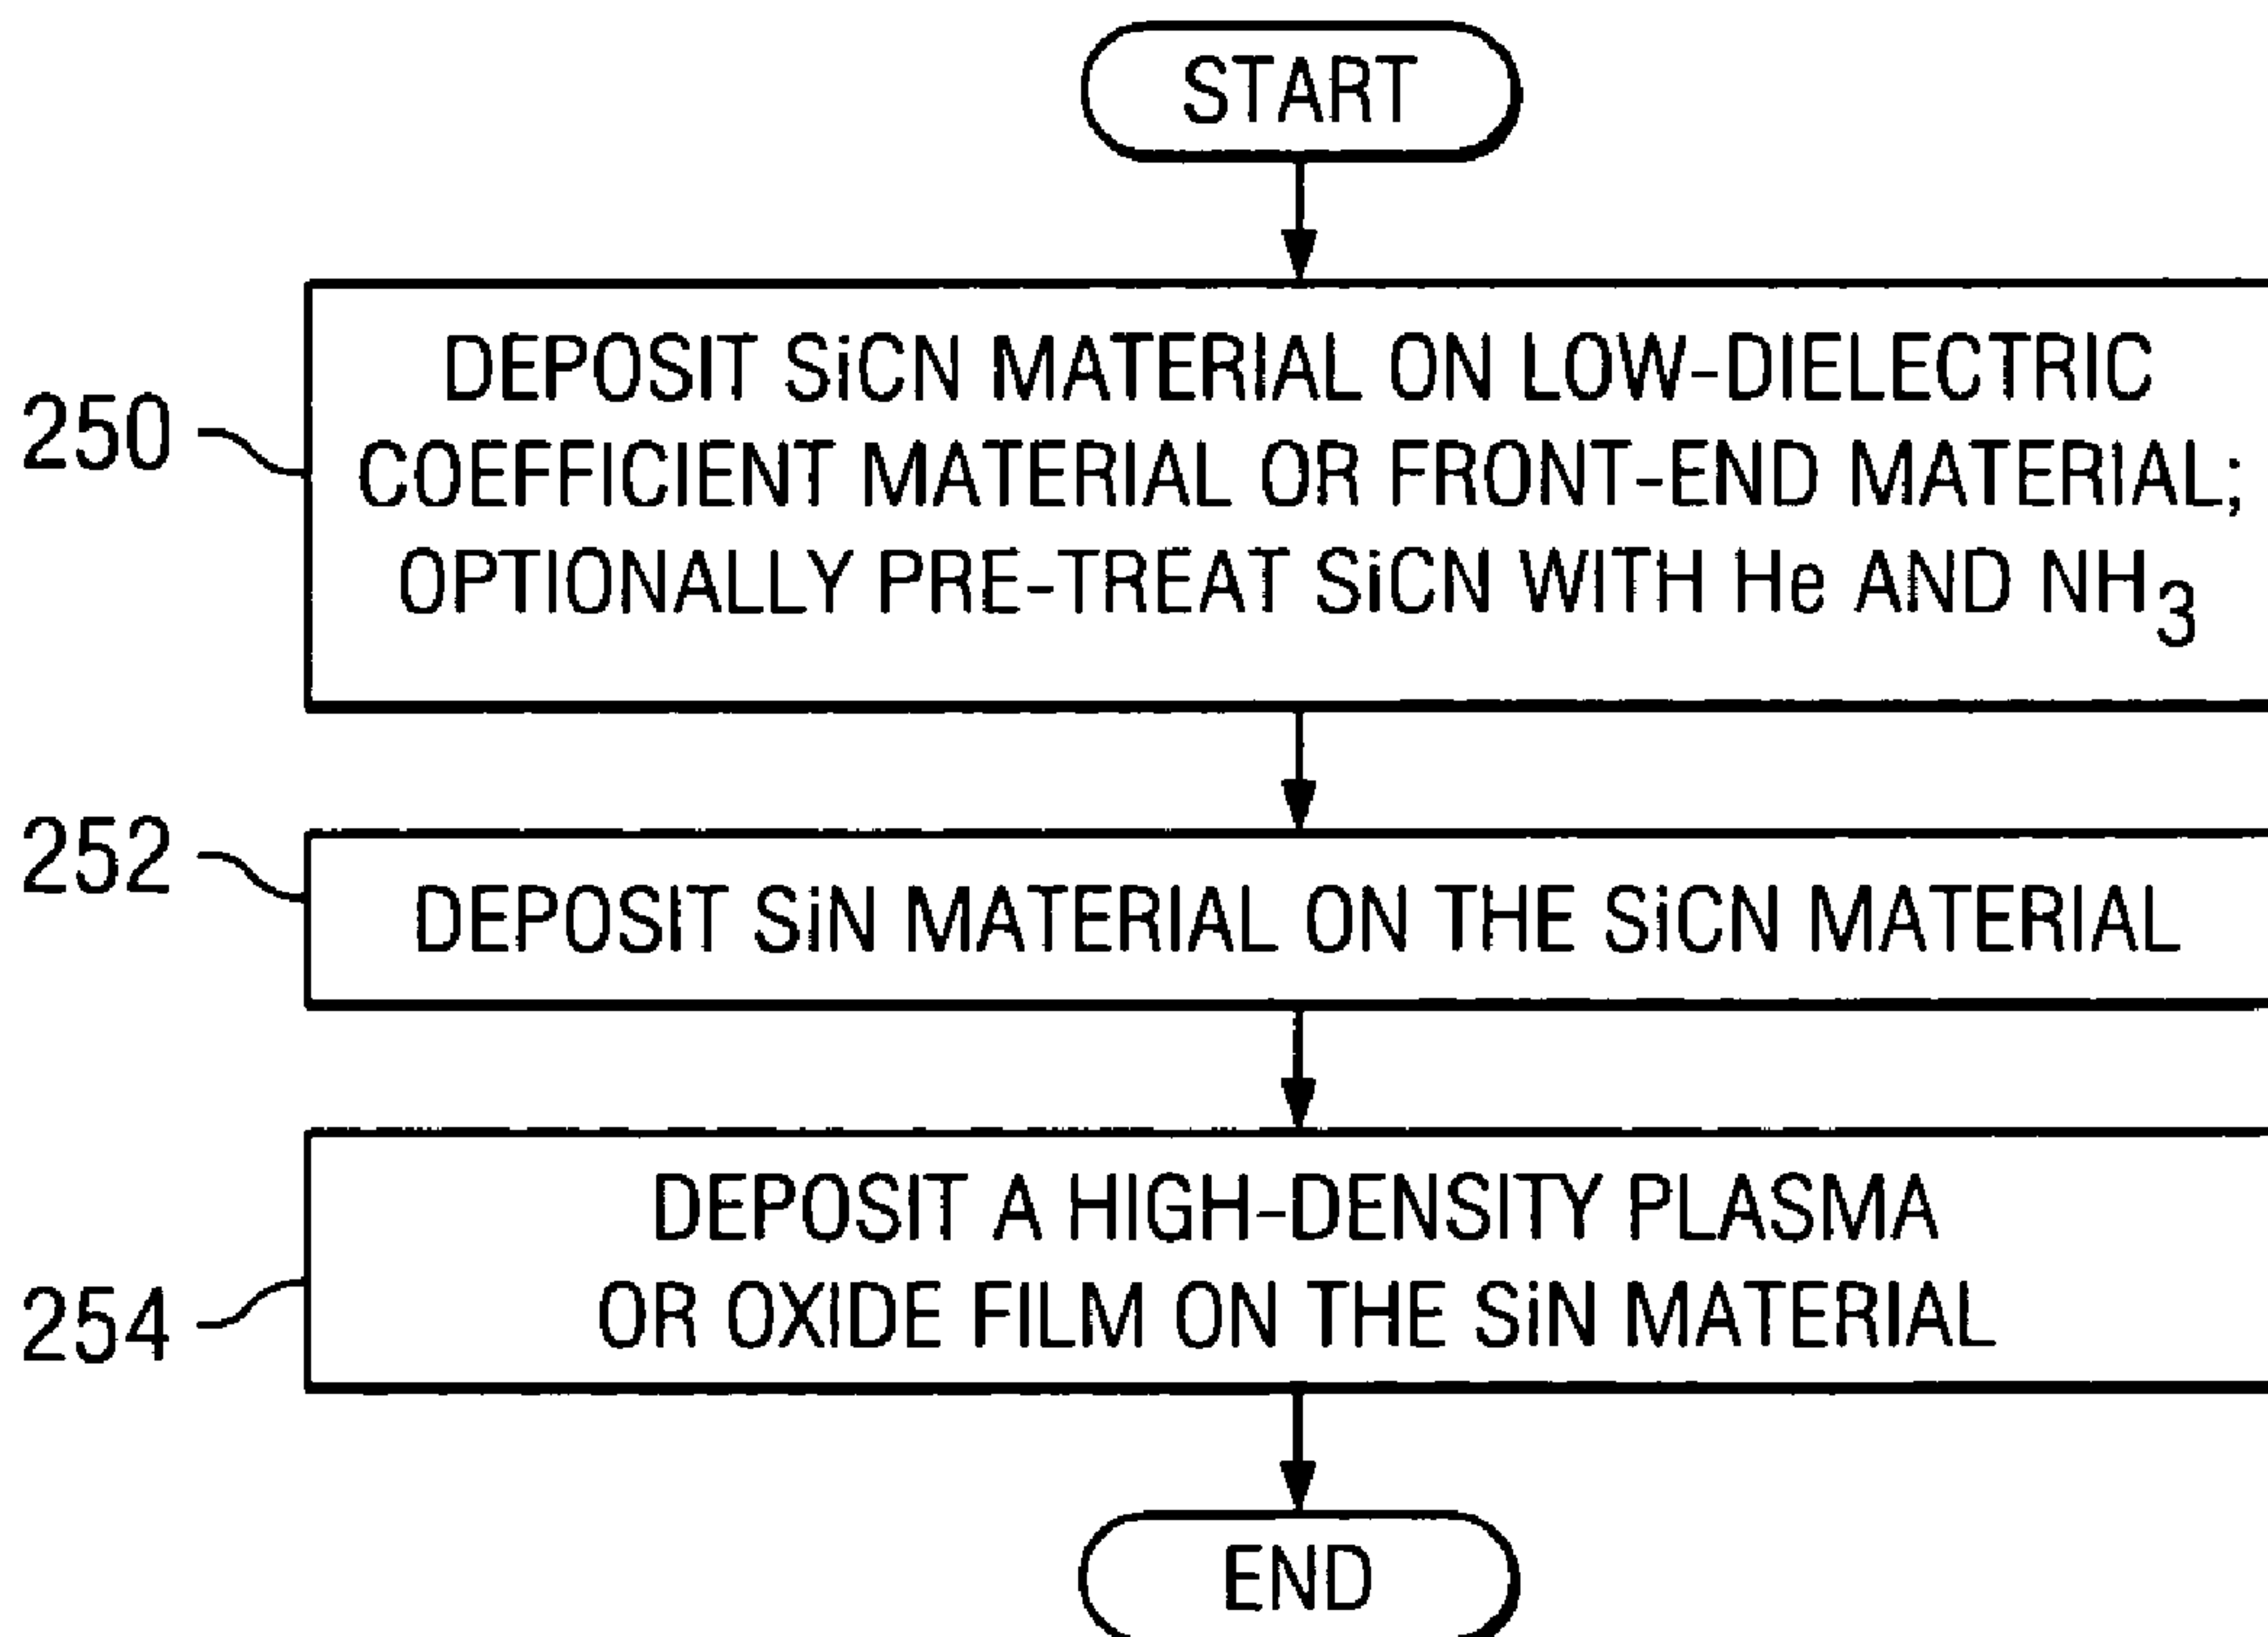 START
250
DEPOSIT SiCN MATERIAL ON LOW-DIELECTRIC
COEFFICIENT MATERIAL OR FRONT-END MATERIAL;
OPTIONALLY PRE-TREAT SiCN WITH He AND NH3
252
DEPOSIT SiN MATERIAL ON THE SiCN MATERIAL
254
DEPOSIT A HIGH-DENSITY PLASMA
OR OXIDE FILM ON THE SiN MATERIAL
END